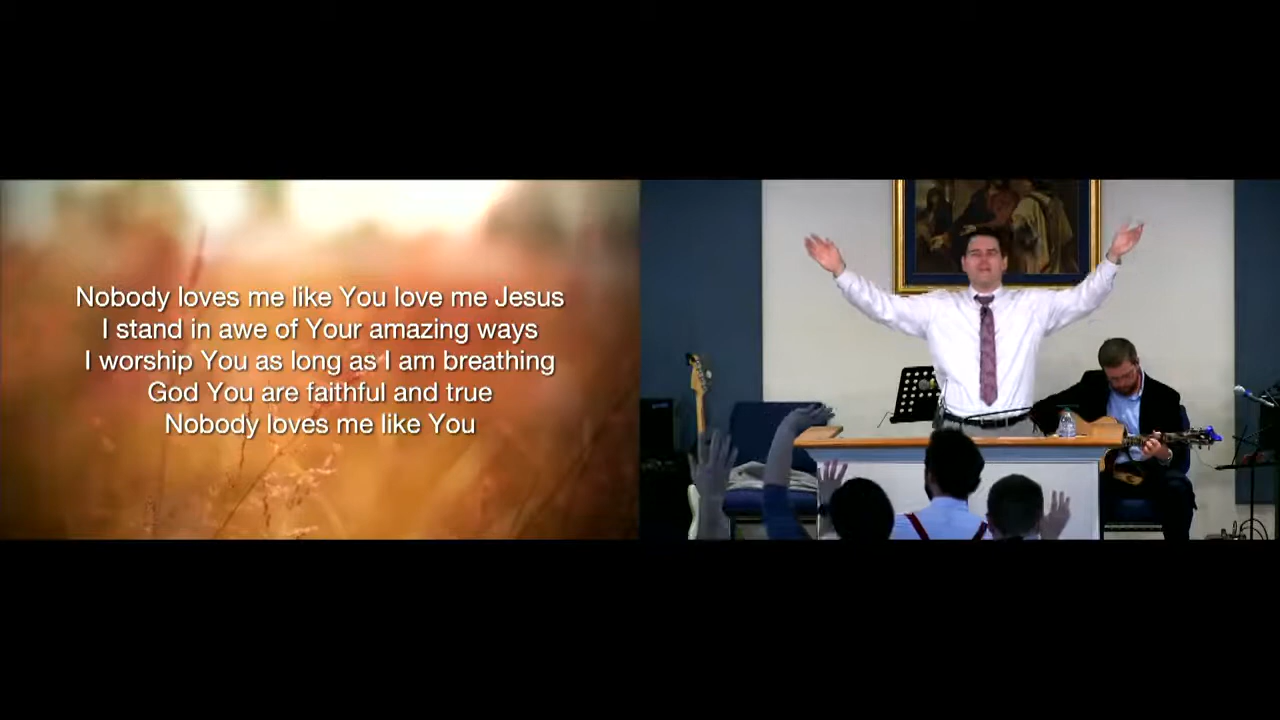 Nobody loves me like You love me Jesus
I stand in awe of Your amazing ways
I worship You as long as I am breathing
God You are faithful and true
Nobody loves me like You